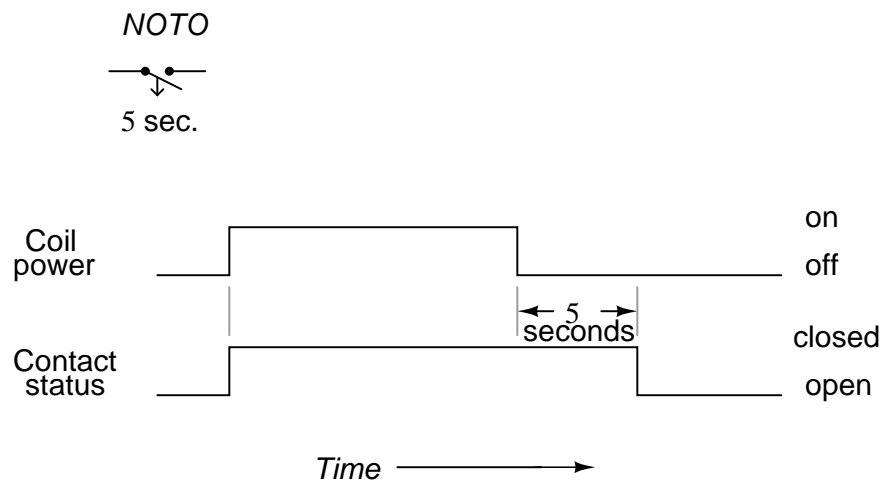 NOTO
5 sec.
Coil
power
on
off
5
seconds
Contact
status
closed
open
Time